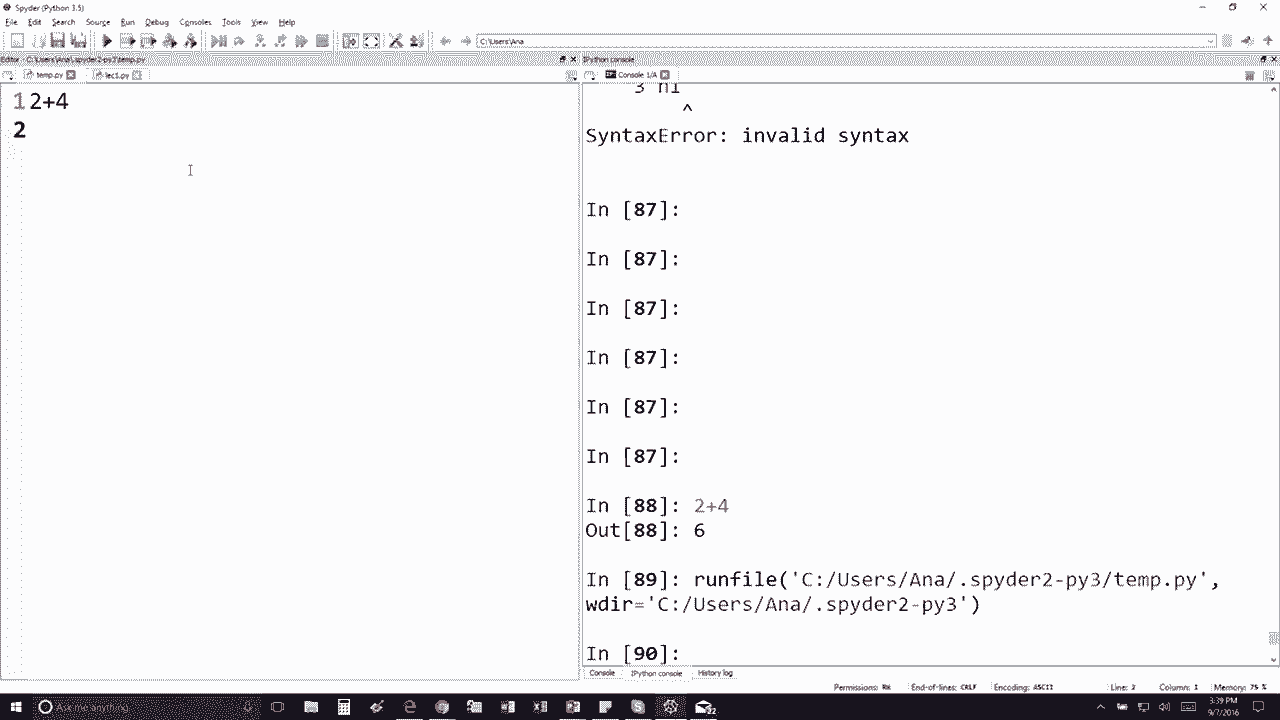 Spyder (Python 3.5)
File Edit Search Source Run Debug Consoles Tools View Help
C:\Users\Ana
Editor - C:\Users\Ana\.spyder2-py3\temp.py
temp.py lec1.py
1 2+4
2
IPython console
Console 1/A
3 hi
^
SyntaxError: invalid syntax
In [87]:
In [87]:
In [87]:
In [87]:
In [87]:
In [87]:
In [88]: 2+4
Out[88]: 6
In [89]: runfile('C:/Users/Ana/.spyder2-py3/temp.py',
wdir='C:/Users/Ana/.spyder2-py3')
In [90]:
Console IPython console History log
Permissions: RW End-of-lines: CRLF Encoding: ASCII Line: 2 Column: 1 Memory: 75 %
Ask me anything
3:39 PM
9/7/2016